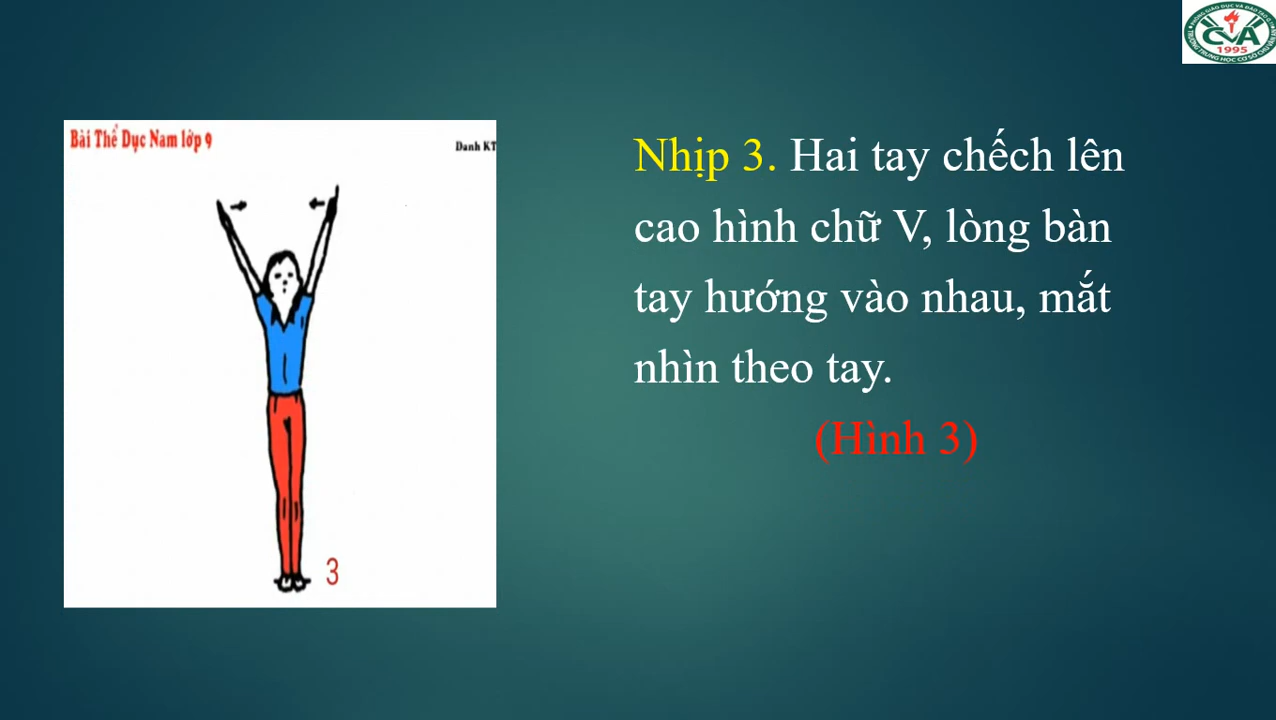 CVA
1995
Bài Thể Dục Nam lớp 9
Danh KT
Nhịp 3. Hai tay chếch lên
cao hình chữ V, lòng bàn
tay hướng vào nhau, mắt
nhìn theo tay.
(Hình 3)
3